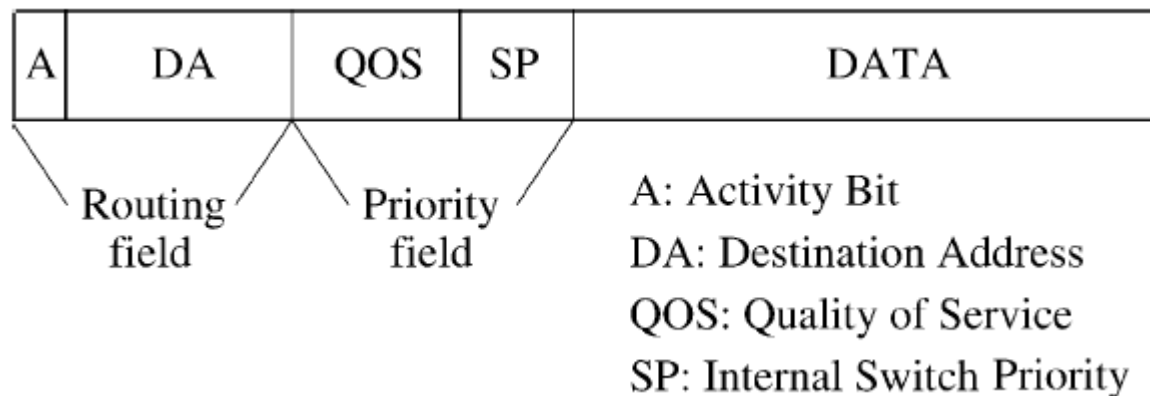 A DA QOS SP DATA
Routing field
Priority field
A: Activity Bit
DA: Destination Address
QOS: Quality of Service
SP: Internal Switch Priority